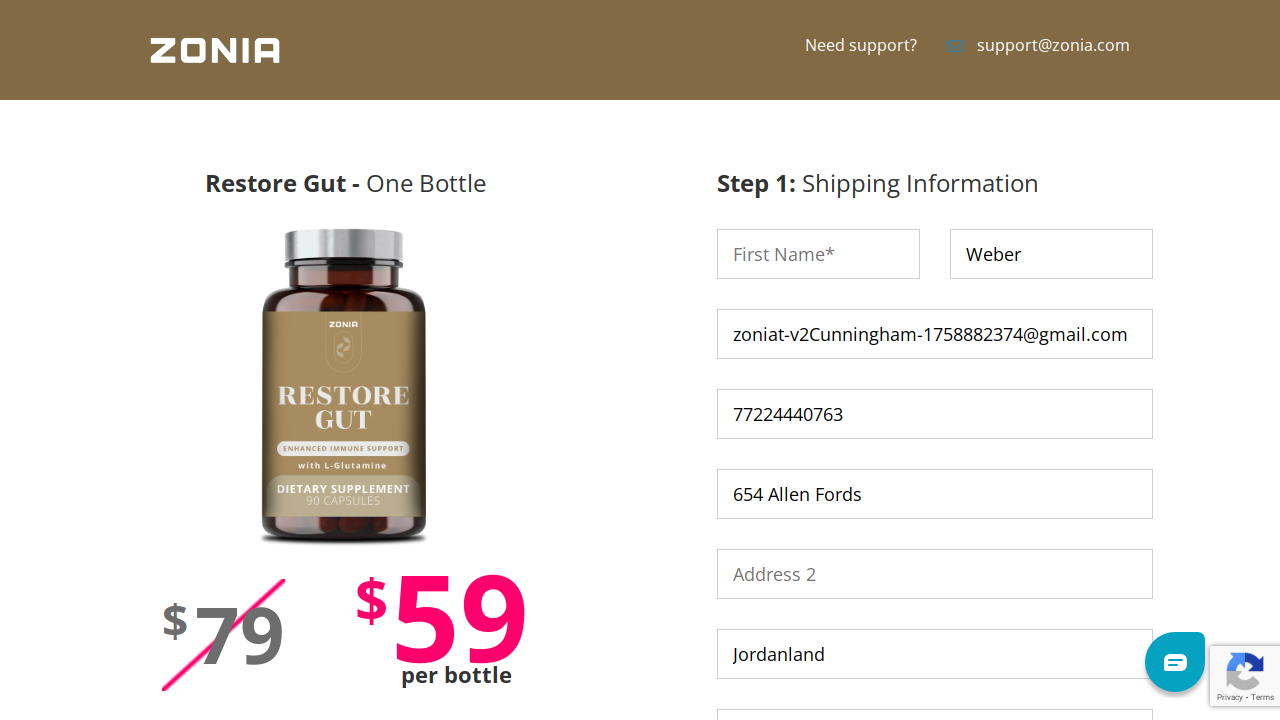 ZONIA
Need support?
support@zonia.com
Restore Gut - One Bottle
ZONIA
RESTORE
GUT
ENHANCED IMMUNE SUPPORT
with L-Glutamine
DIETARY SUPPLEMENT
90 CAPSULES
$79
$59
per bottle
Step 1: Shipping Information
First Name*
Weber
zoniat-v2Cunningham-1758882374@gmail.com
77224440763
654 Allen Fords
Address 2
Jordanland
Privacy - Terms